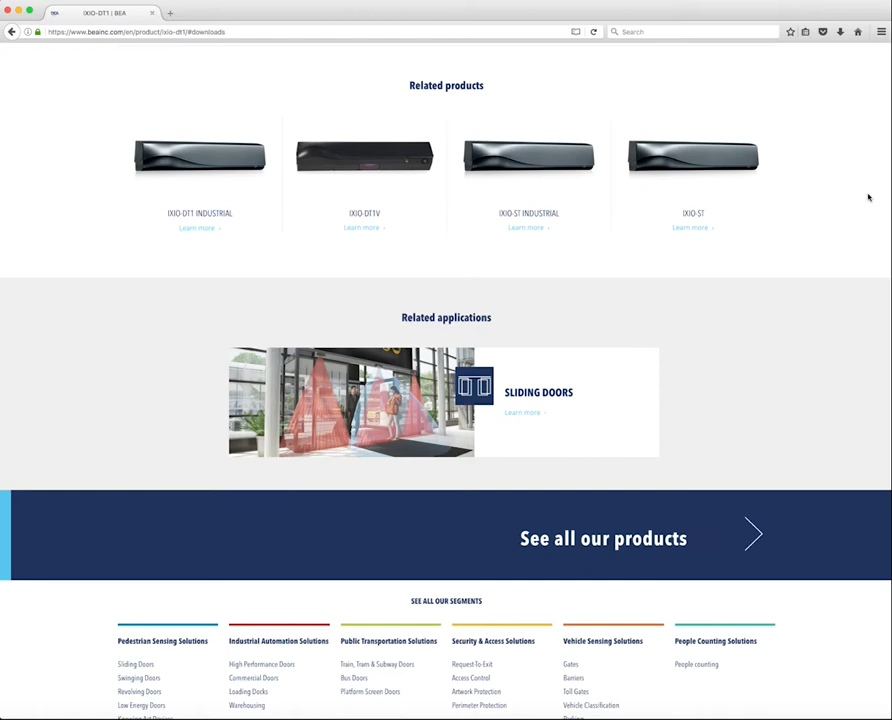 BEA IXIO-DT1 | BEA
https://www.beainc.com/en/product/ixio-dt1/#downloads
Search
Related products
IXIO-DT1 INDUSTRIAL
Learn more ›
IXIO-DT1V
Learn more ›
IXIO-ST INDUSTRIAL
Learn more ›
IXIO-ST
Learn more ›
Related applications
SLIDING DOORS
Learn more ›
See all our products
SEE ALL OUR SEGMENTS
Pedestrian Sensing Solutions
Sliding Doors
Swinging Doors
Revolving Doors
Low Energy Doors
Industrial Automation Solutions
High Performance Doors
Commercial Doors
Loading Docks
Warehousing
Public Transportation Solutions
Train, Tram & Subway Doors
Bus Doors
Platform Screen Doors
Security & Access Solutions
Request-To-Exit
Access Control
Artwork Protection
Perimeter Protection
Vehicle Sensing Solutions
Gates
Barriers
Toll Gates
Vehicle Classification
People Counting Solutions
People counting